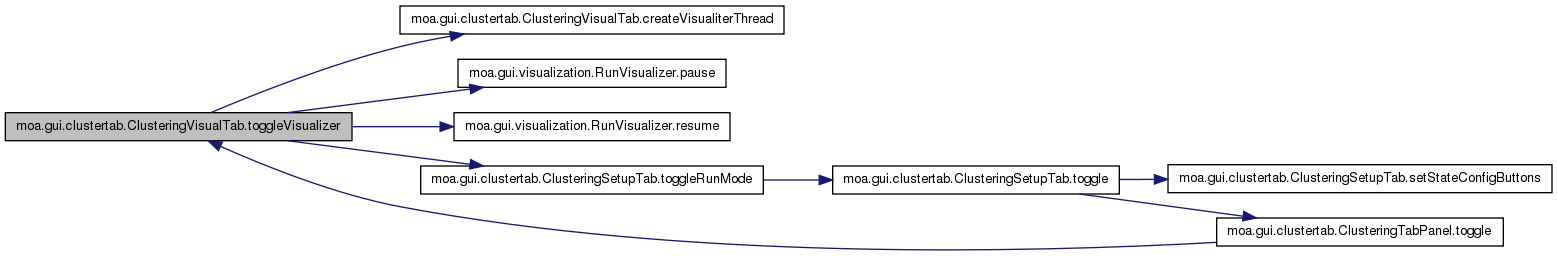 moa.gui.clustertab.ClusteringVisualTab.createVisualiterThread
moa.gui.visualization.RunVisualizer.pause
moa.gui.clustertab.ClusteringVisualTab.toggleVisualizer
moa.gui.visualization.RunVisualizer.resume
moa.gui.clustertab.ClusteringSetupTab.toggleRunMode
moa.gui.clustertab.ClusteringSetupTab.toggle
moa.gui.clustertab.ClusteringSetupTab.setStateConfigButtons
moa.gui.clustertab.ClusteringTabPanel.toggle